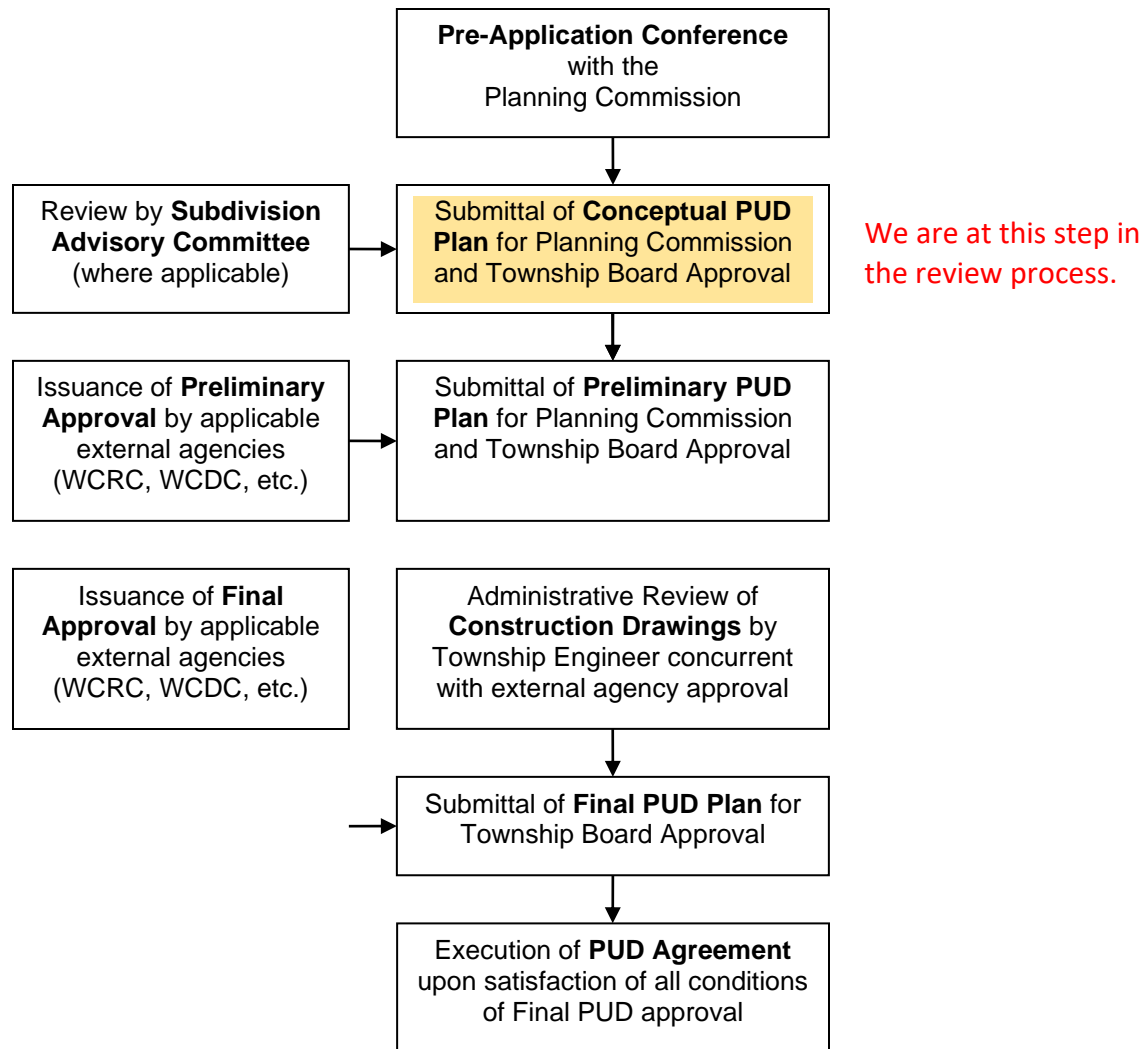 Pre-Application Conference
with the
Planning Commission
Review by Subdivision
Advisory Committee
(where applicable)
Submittal of Conceptual PUD
Plan for Planning Commission
and Township Board Approval
We are at this step in
the review process.
Issuance of Preliminary
Approval by applicable
external agencies
(WCRC, WCDC, etc.)
Submittal of Preliminary PUD
Plan for Planning Commission
and Township Board Approval
Issuance of Final
Approval by applicable
external agencies
(WCRC, WCDC, etc.)
Administrative Review of
Construction Drawings by
Township Engineer concurrent
with external agency approval
Submittal of Final PUD Plan for
Township Board Approval
Execution of PUD Agreement
upon satisfaction of all conditions
of Final PUD approval